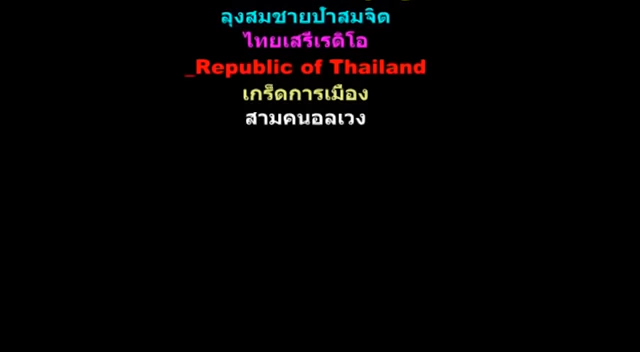 ลุงสมชายป้าสมจิต
ไทยเสรีเรดิโอ
_Republic of Thailand
เกร็ดการเมือง
สามคนอลเวง